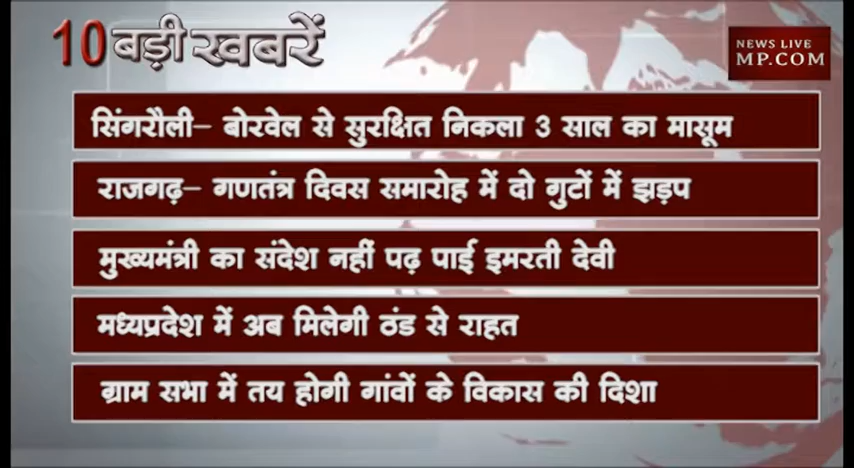 10 बड़ी खबरें
NEWS LIVE
MP.COM
सिंगरौली– बोरवेल से सुरक्षित निकला 3 साल का मासूम
राजगढ़– गणतंत्र दिवस समारोह में दो गुटों में झड़प
मुख्यमंत्री का संदेश नहीं पढ़ पाई इमरती देवी
मध्यप्रदेश में अब मिलेगी ठंड से राहत
ग्राम सभा में तय होगी गांवों के विकास की दिशा